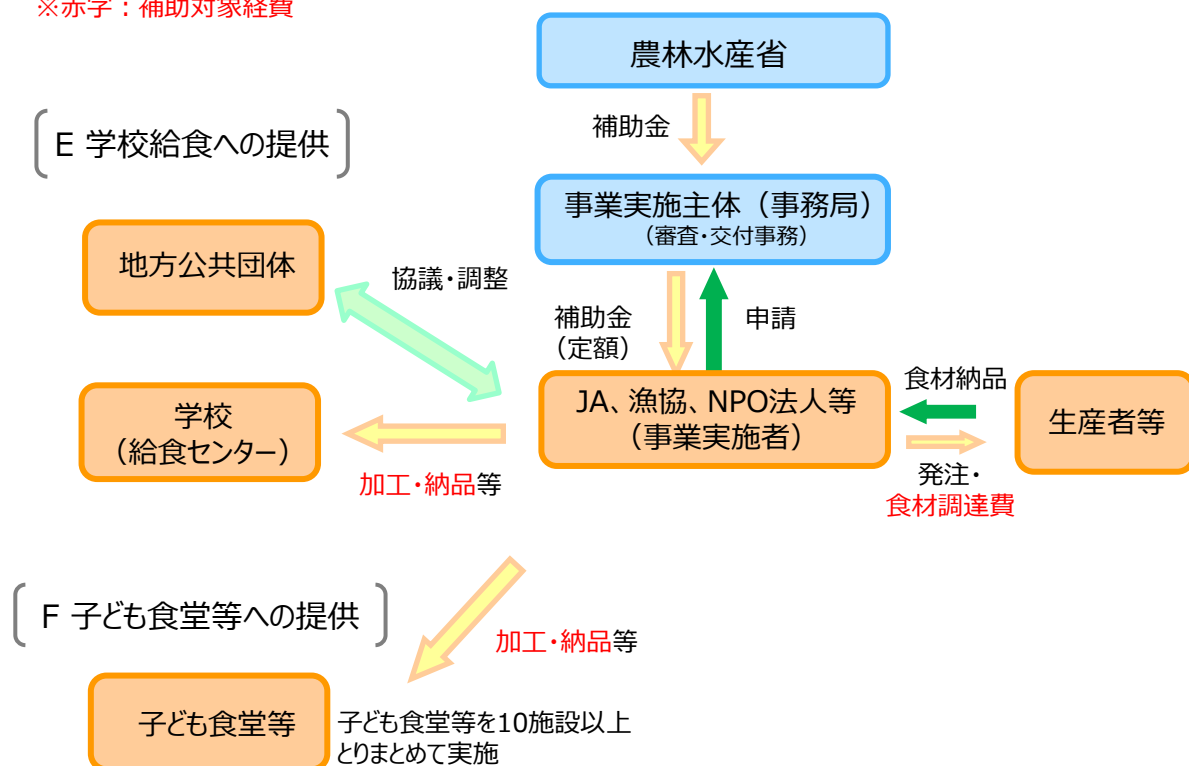 ※赤字：補助対象経費
農林水産省
補助金
E 学校給食への提供
事業実施主体（事務局）
（審査・交付事務）
地方公共団体
協議・調整
補助金
（定額）
申請
JA、漁協、NPO法人等
（事業実施者）
食材納品
生産者等
発注・
食材調達費
学校
（給食センター）
加工・納品等
F 子ども食堂等への提供
加工・納品等
子ども食堂等
子ども食堂等を10施設以上
とりまとめて実施